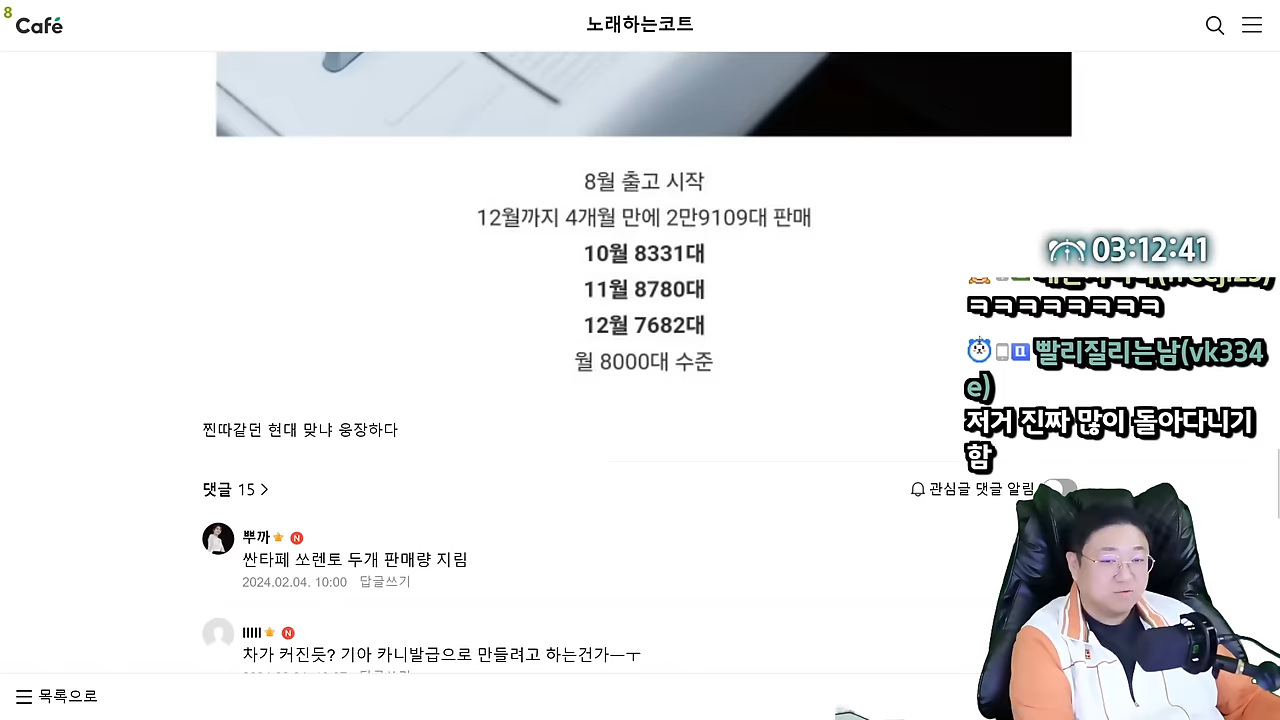 8
Café
노래하는코트
8월 출고 시작
12월까지 4개월 만에 2만9109대 판매
10월 8331대
11월 8780대
12월 7682대
월 8000대 수준
03:12:41
ㅋㅋㅋㅋㅋㅋㅋㅋ
빨리질리는남(vk334
e)
저거 진짜 많이 돌아다니기
함
찐따같던 현대 맞냐 웅장하다
댓글 15 >
관심글 댓글 알림
뿌까 N
싼타페 쏘렌토 두개 판매량 지림
2024.02.04. 10:00 답글쓰기
lllll N
차가 커진듯? 기아 카니발급으로 만들려고 하는건가ㅡㅜ
목록으로